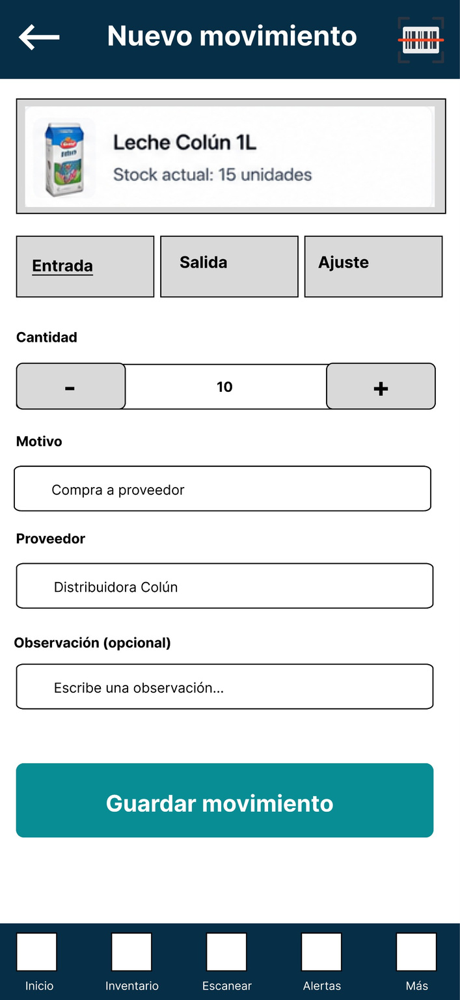 Nuevo movimiento
Leche Colún 1L
Stock actual: 15 unidades
Entrada
Salida
Ajuste
Cantidad
-
10
+
Motivo
Compra a proveedor
Proveedor
Distribuidora Colún
Observación (opcional)
Escribe una observación...
Guardar movimiento
Inicio
Inventario
Escanear
Alertas
Más